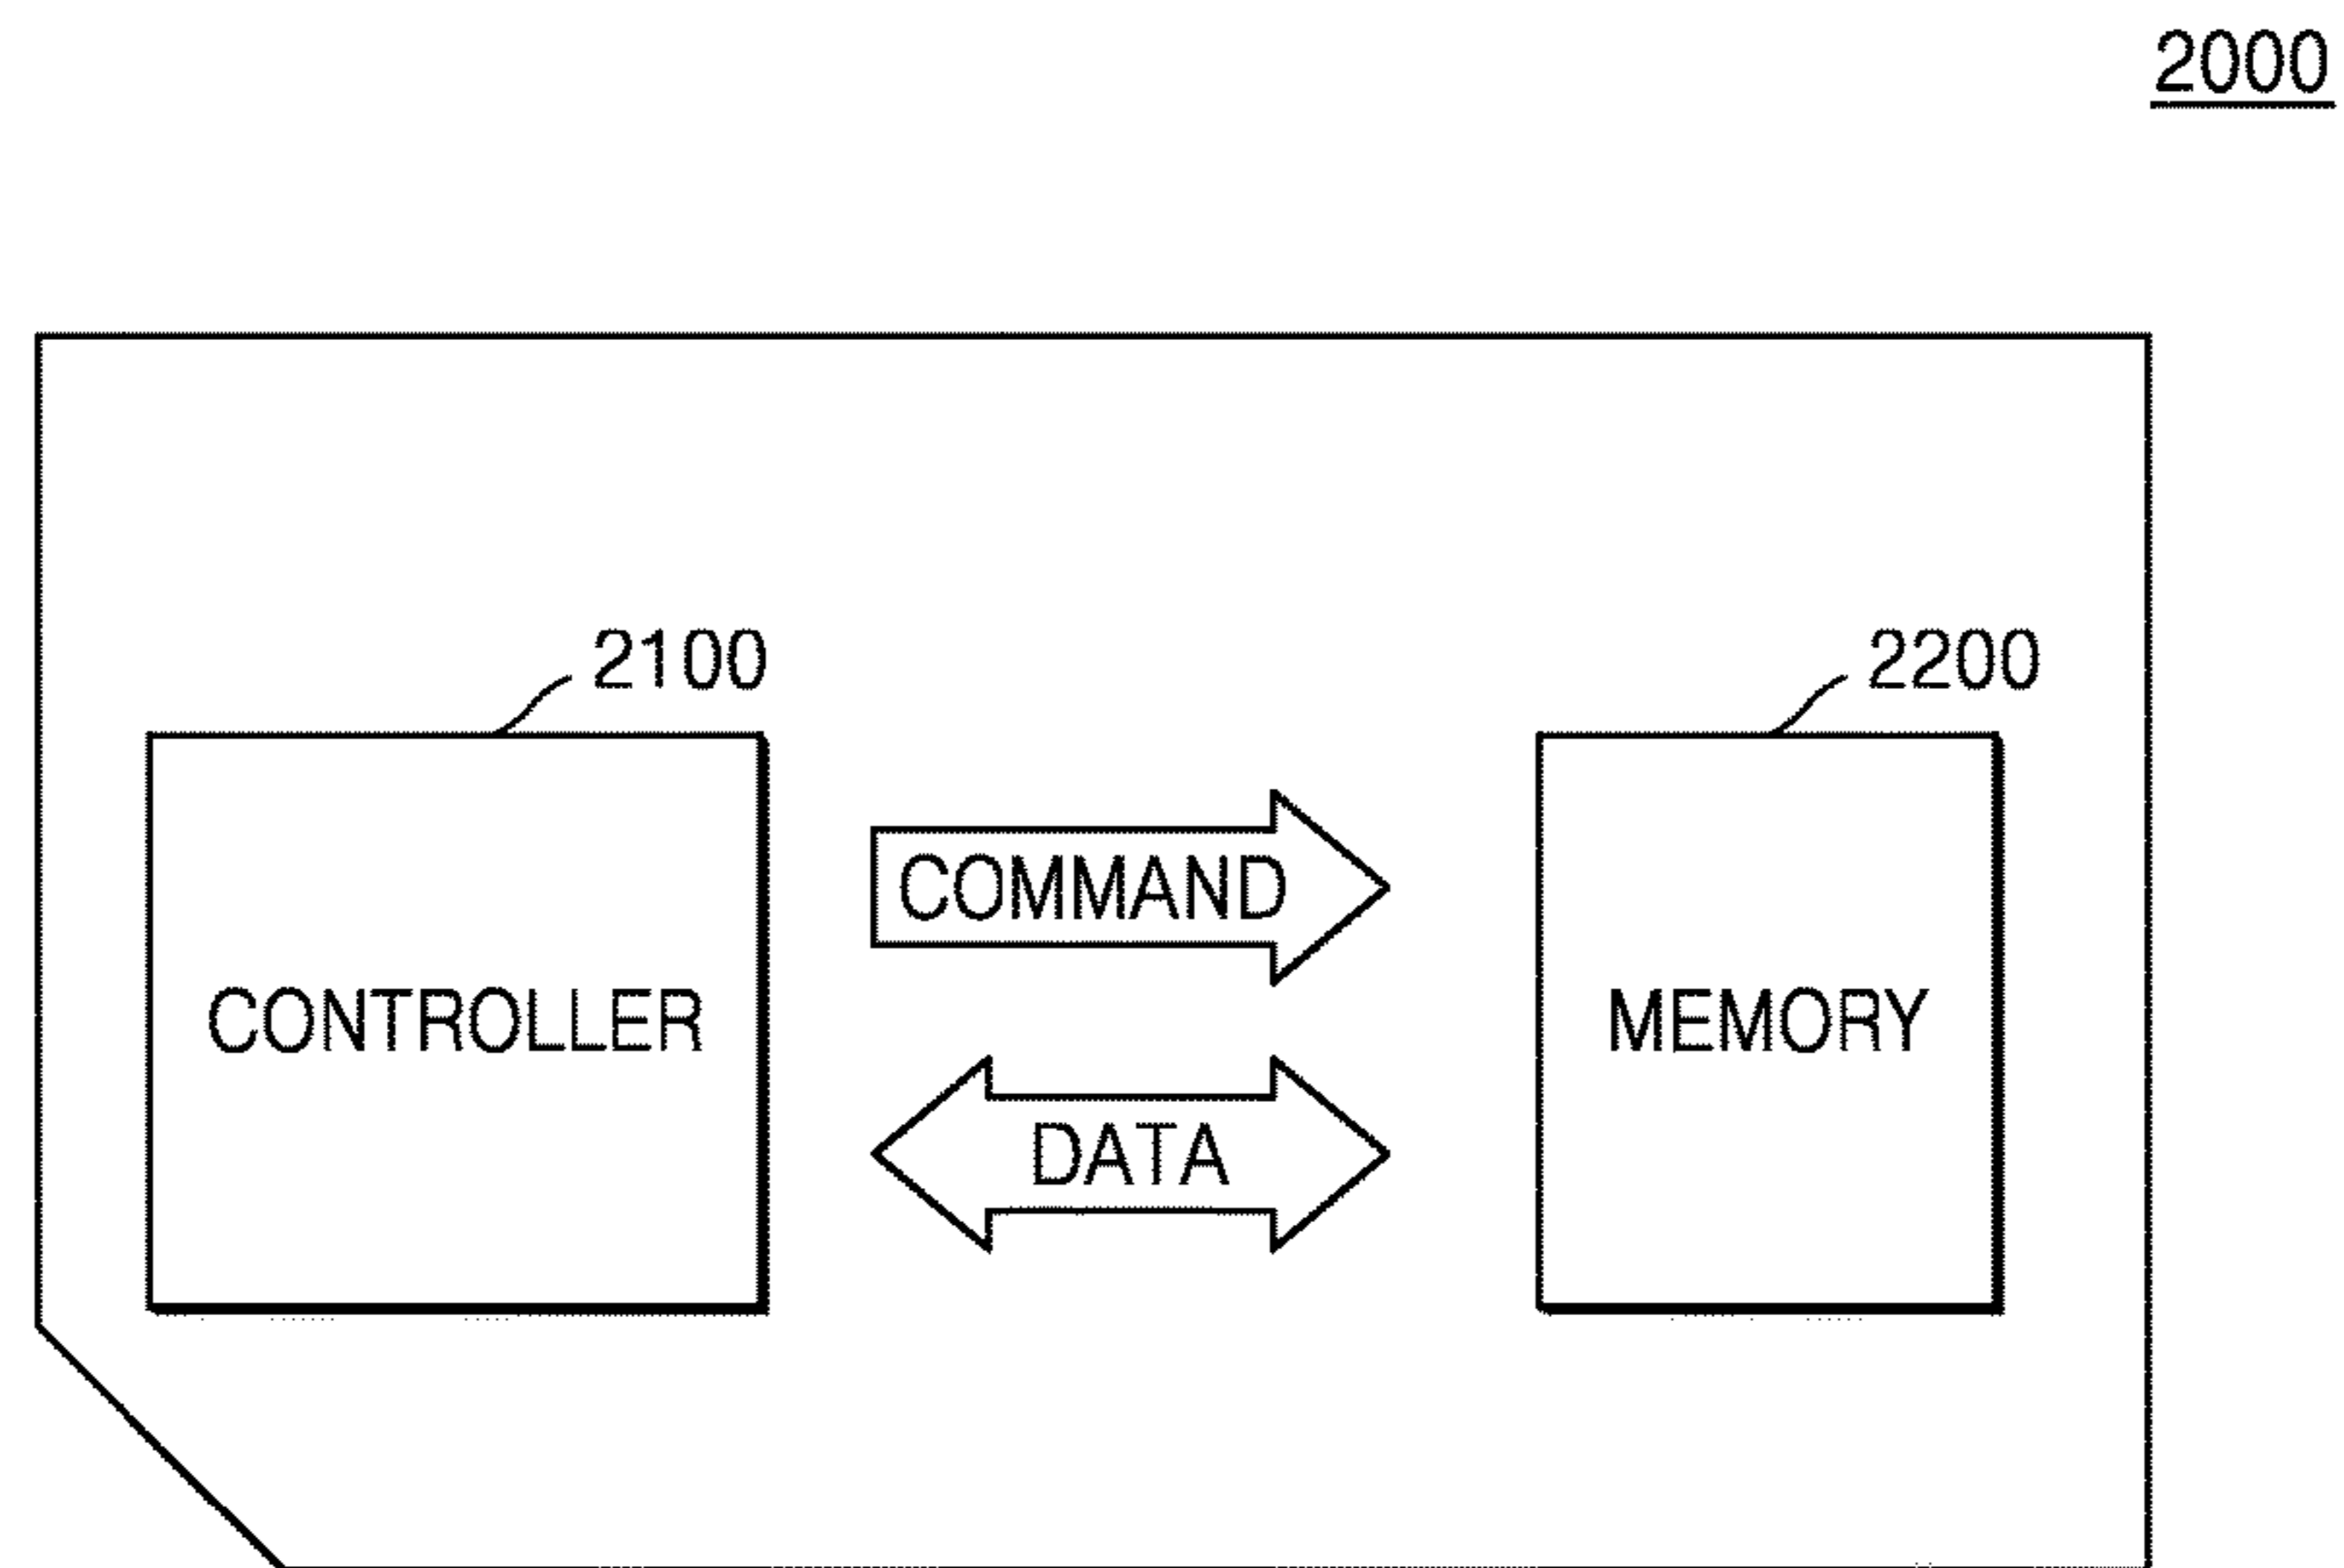 2000
2100
2200
COMMAND
CONTROLLER
MEMORY
DATA